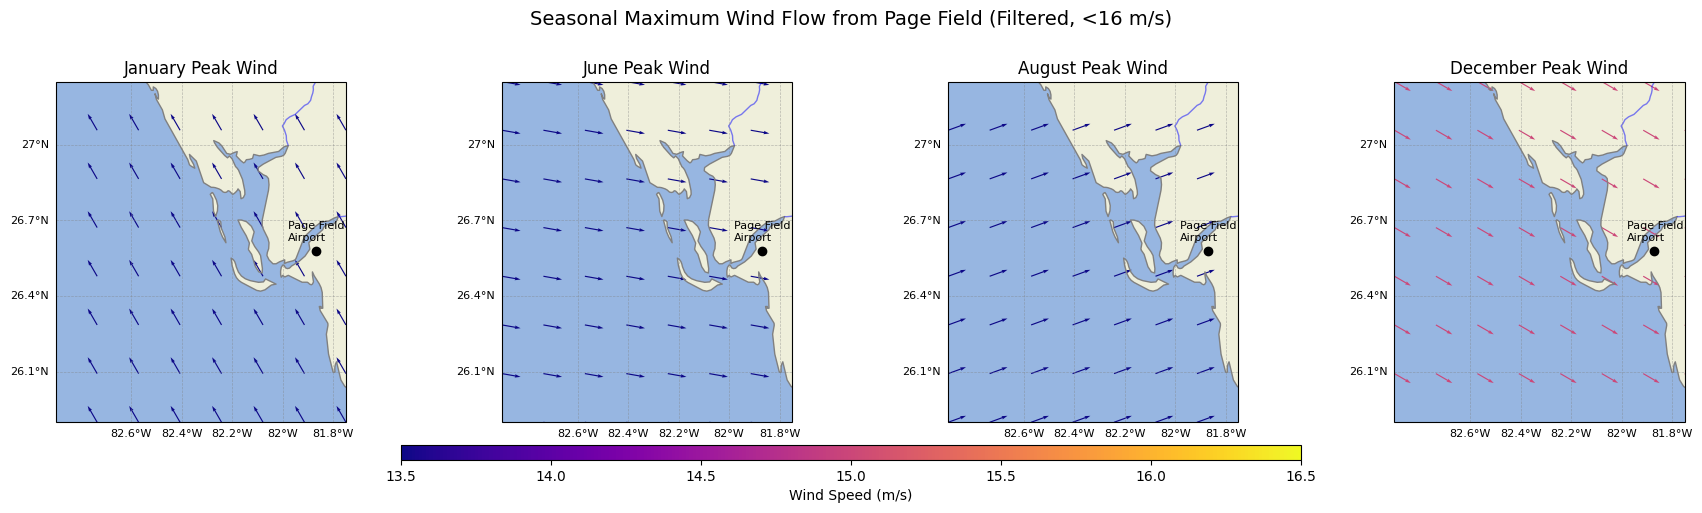 Seasonal Maximum Wind Flow from Page Field (Filtered, <16 m/s)
January Peak Wind
27°N
26.7°N
26.4°N
26.1°N
Page Field
Airport
82.6°W 82.4°W 82.2°W 82°W 81.8°W
June Peak Wind
27°N
26.7°N
26.4°N
26.1°N
Page Field
Airport
82.6°W 82.4°W 82.2°W 82°W 81.8°W
August Peak Wind
27°N
26.7°N
26.4°N
26.1°N
Page Field
Airport
82.6°W 82.4°W 82.2°W 82°W 81.8°W
December Peak Wind
27°N
26.7°N
26.4°N
26.1°N
Page Field
Airport
82.6°W 82.4°W 82.2°W 82°W 81.8°W
13.5 14.0 14.5 15.0 15.5 16.0 16.5
Wind Speed (m/s)